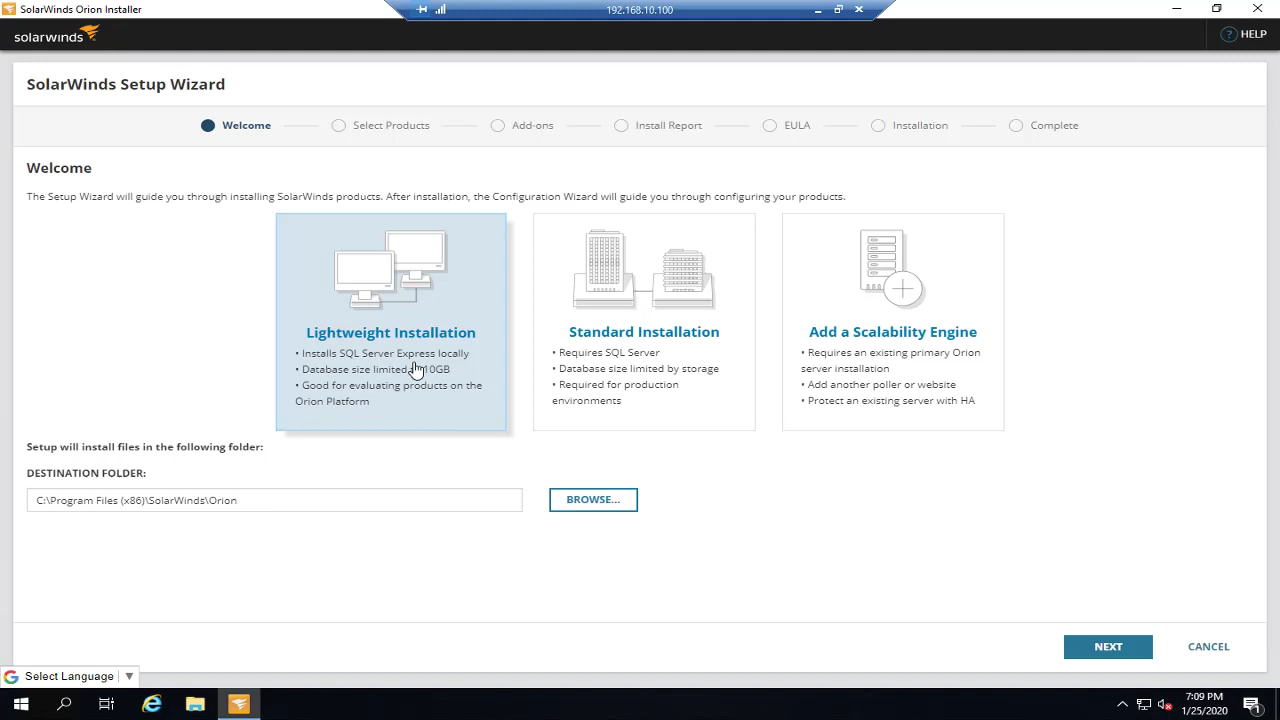 SolarWinds Orion Installer
192.168.10.100
solarwinds
? HELP
SolarWinds Setup Wizard
Welcome
Select Products
Add-ons
Install Report
EULA
Installation
Complete
Welcome
The Setup Wizard will guide you through installing SolarWinds products. After installation, the Configuration Wizard will guide you through configuring your products.
Lightweight Installation
• Installs SQL Server Express locally
• Database size limited 10GB
• Good for evaluating products on the
Orion Platform
Standard Installation
• Requires SQL Server
• Database size limited by storage
• Required for production
environments
Add a Scalability Engine
• Requires an existing primary Orion
server installation
• Add another poller or website
• Protect an existing server with HA
Setup will install files in the following folder:
DESTINATION FOLDER:
C:\Program Files (x86)\SolarWinds\Orion
BROWSE...
NEXT
CANCEL
G Select Language ▼
7:09 PM
1/25/2020
1